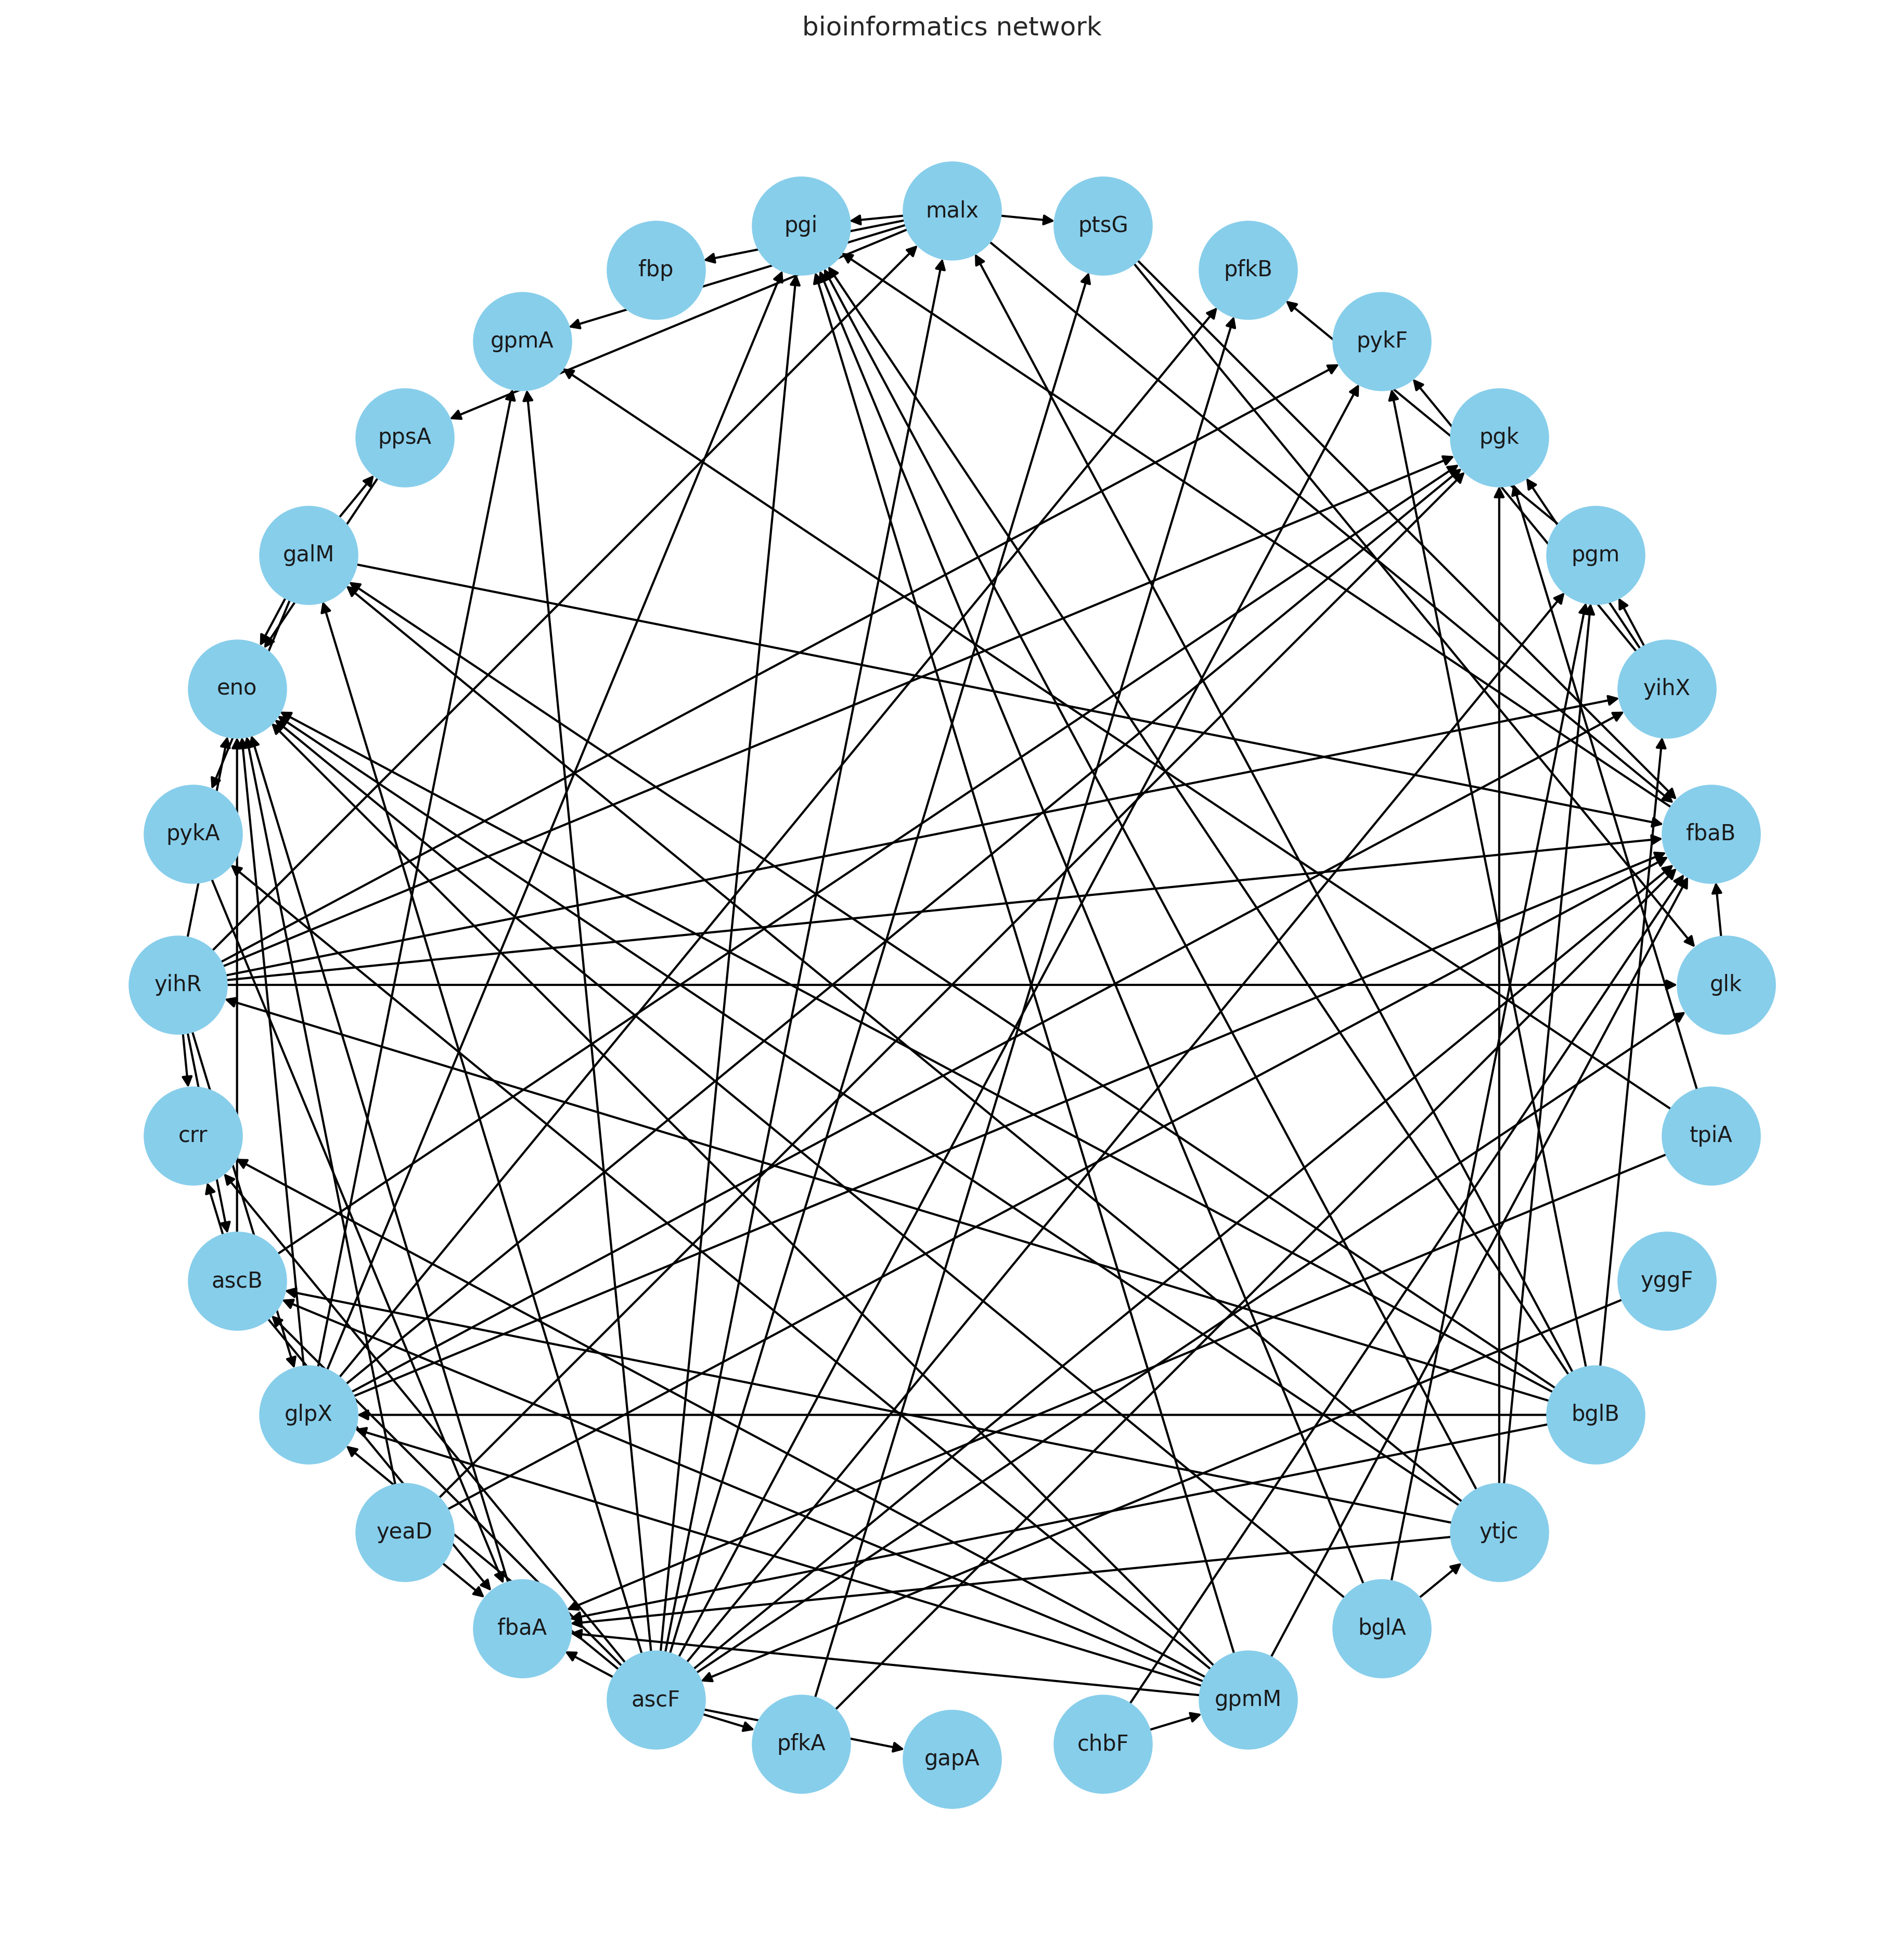 bioinformatics network
malx
pgi
ptsG
fbp
pfkB
gpmA
pykF
ppsA
pgk
galM
pgm
eno
yihX
pykA
fbaB
yihR
glk
crr
tpiA
ascB
yggF
glpX
bglB
yeaD
ytjc
fbaA
bglA
ascF
gpmM
pfkA
chbF
gapA